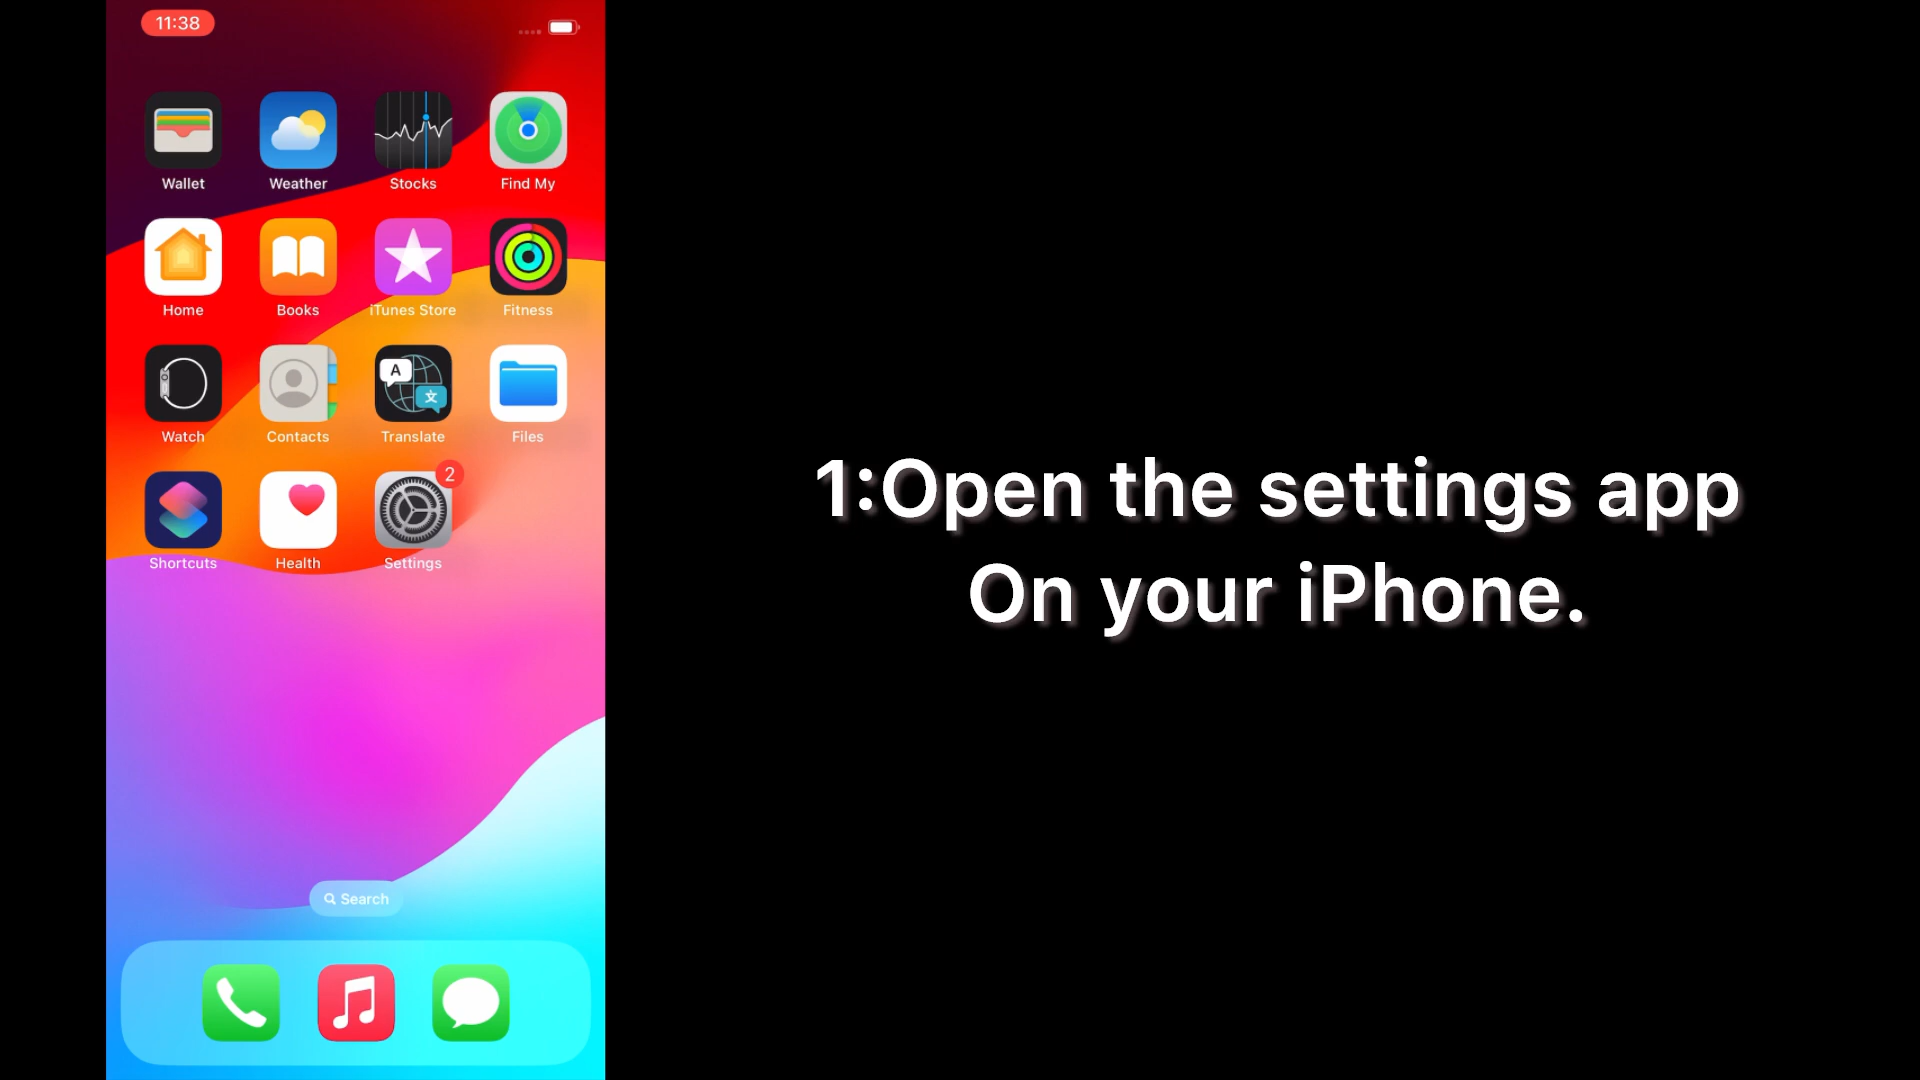 11:38
Wallet
Weather
Stocks
Find My
Home
Books
iTunes Store
Fitness
Watch
Contacts
A
文
Translate
Files
2
Shortcuts
Health
Settings
Search
1:Open the settings app
On your iPhone.